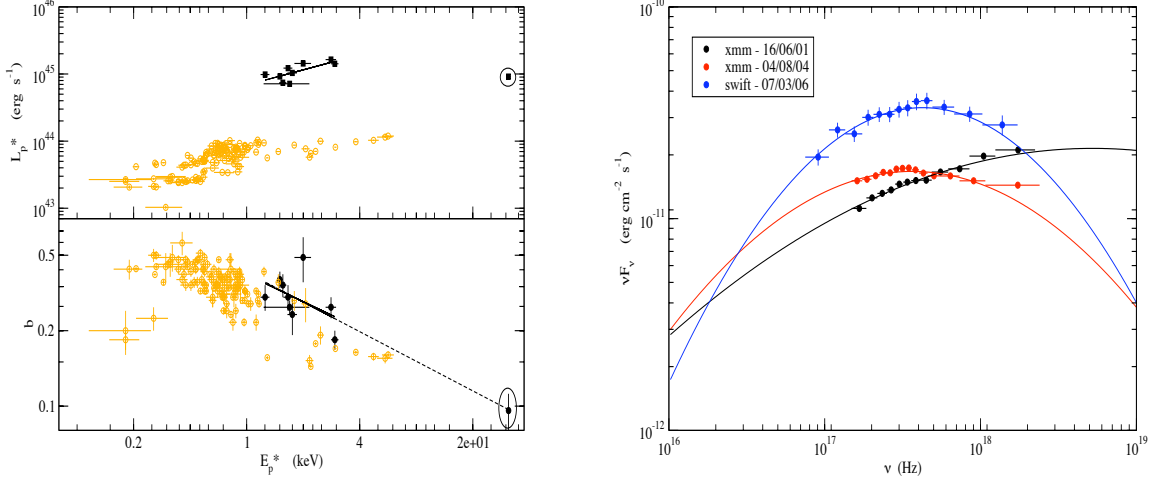 10^46
10^45
10^44
10^43
L_p* (erg s^-1)
0.5
0.2
0.1
b
0.2 1 4 2e+01
E_p* (keV)
10^-10
10^-11
10^-12
νF_ν (erg cm^-2 s^-1)
xmm - 16/06/01
xmm - 04/08/04
swift - 07/03/06
10^16 10^17 10^18 10^19
ν (Hz)